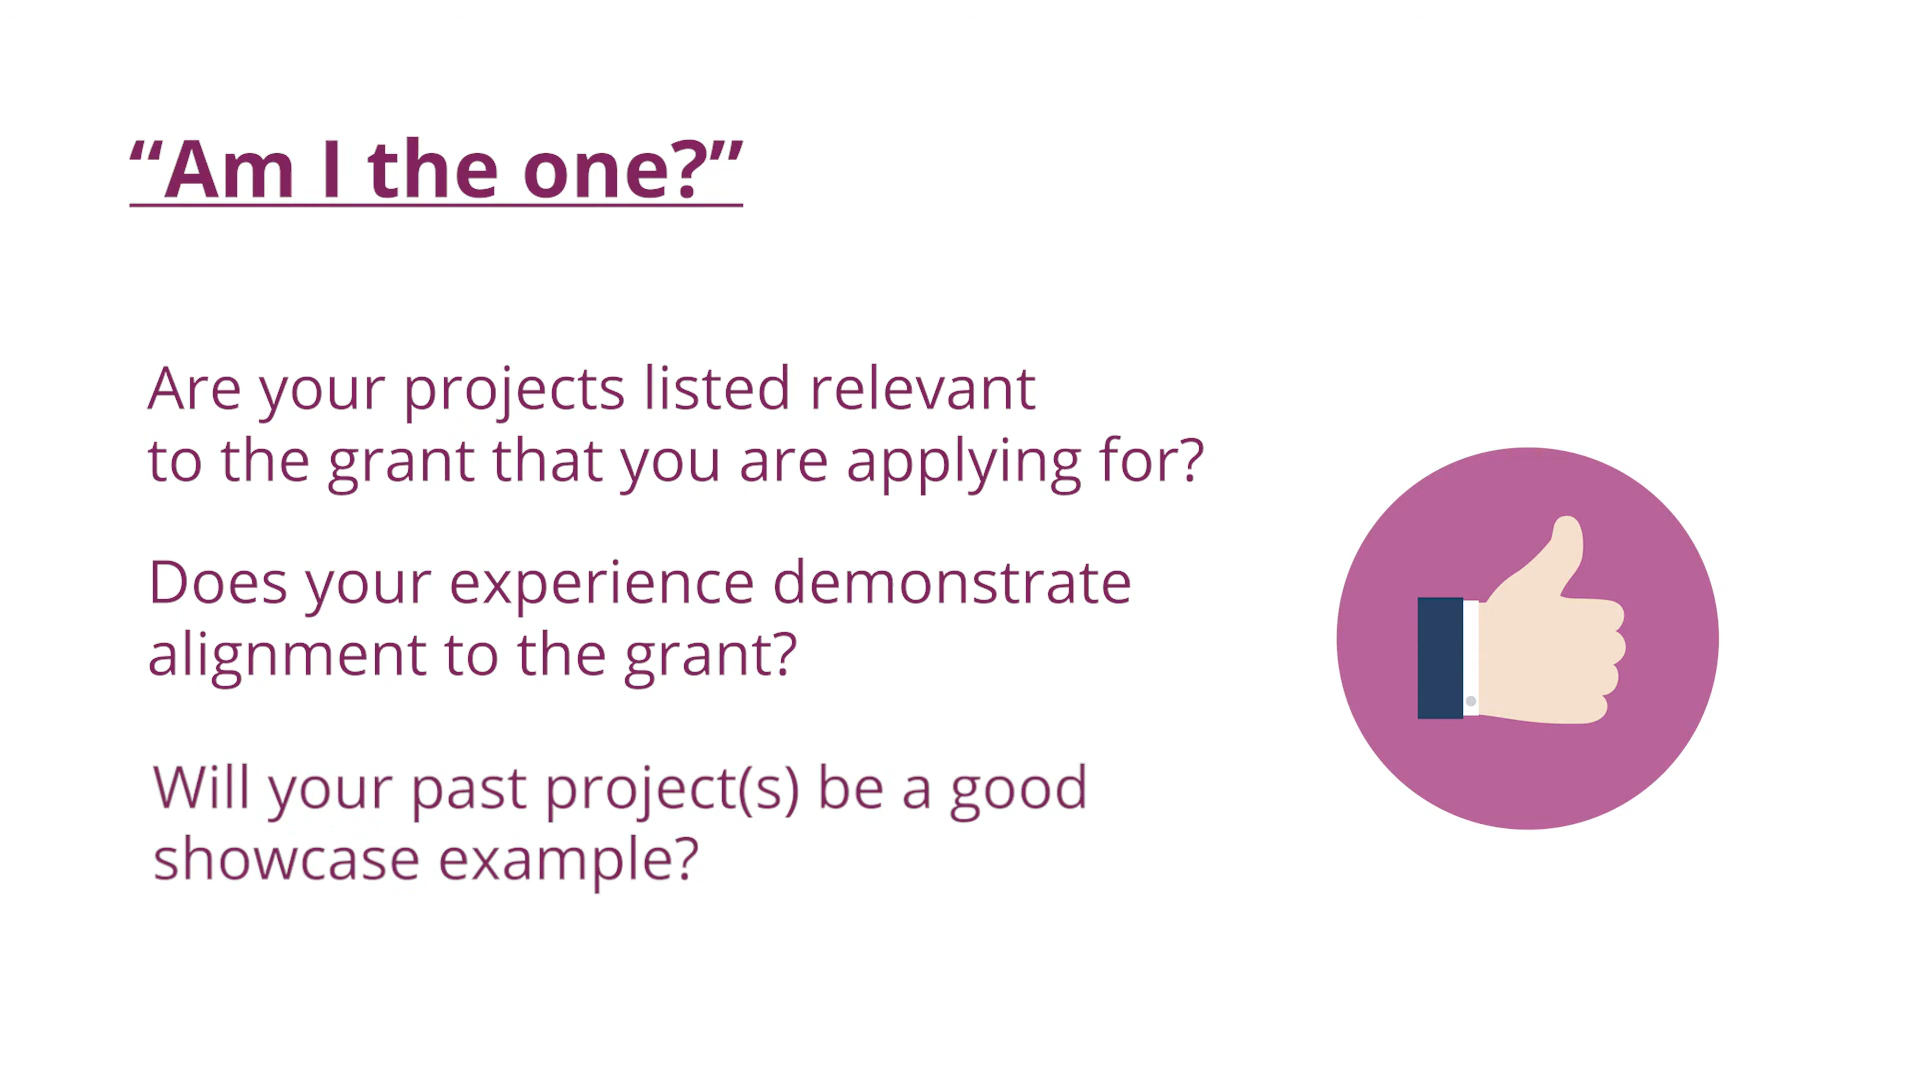 “Am I the one?”
Are your projects listed relevant
to the grant that you are applying for?
Does your experience demonstrate
alignment to the grant?
Will your past project(s) be a good
showcase example?